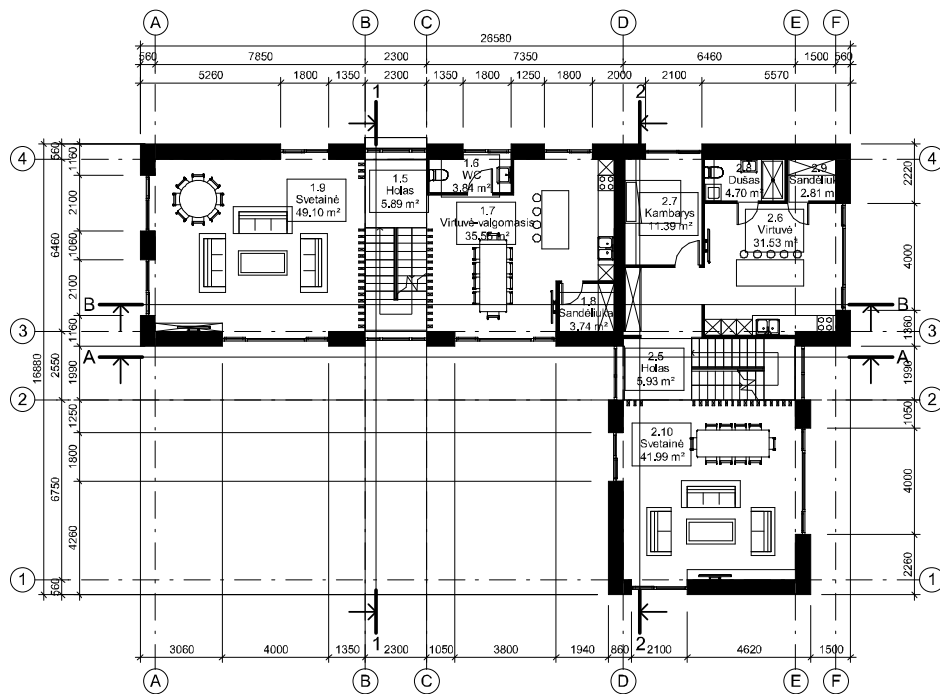 A B C D E F
26580
560 7850 2300 7350 6460 1500 560
5260 1800 1350 2300 1350 1800 1250 1800 2000 2100 5570
1 2
4 4
560 1160 2100 1060 2100 1160
6460
2220 4000 1360
1.9
Svetainė
49.10 m²
1.5
Holas
5.89 m²
1.6
WC
3.84 m²
1.7
Virtuvė-valgomasis
35.56 m²
1.8
Sandėliukas
3.74 m²
2.7
Kambarys
11.39 m²
2.8
Dušas
4.70 m²
2.9
Sandėliukas
2.81 m²
2.6
Virtuvė
31.53 m²
B B
3 3
A A
16880
2550 1990
1990
2.5
Holas
5.93 m²
2 2
1250 1800 4260
6750
1050 4000 2260
2.10
Svetainė
41.99 m²
1 1
560
1 2
3060 4000 1350 2300 1050 3800 1940 860 2100 4620 1500
A B C D E F